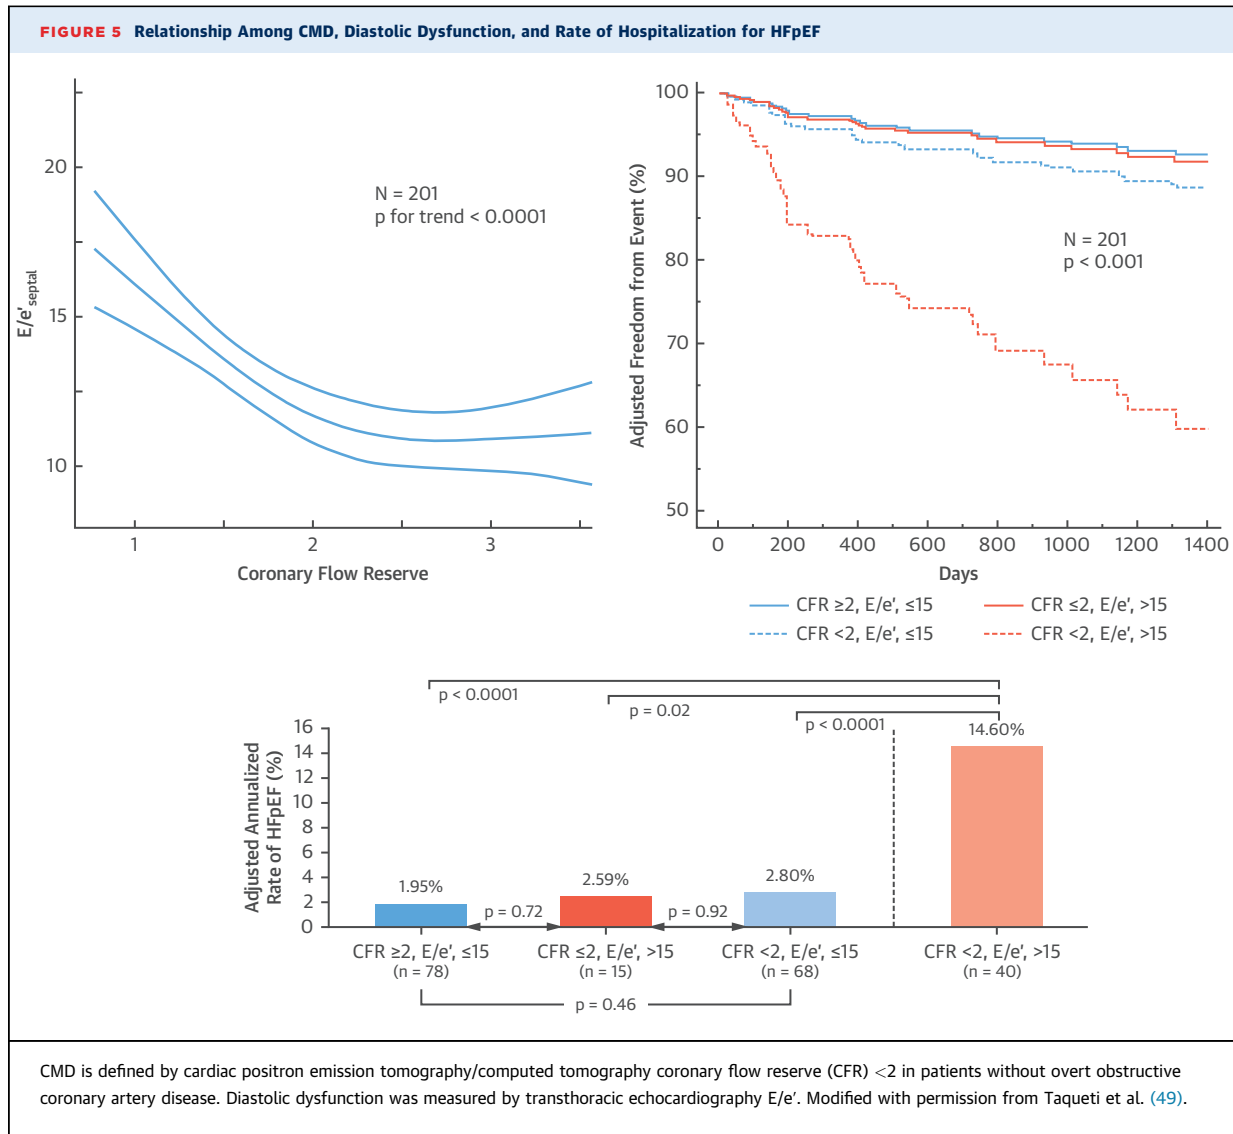 FIGURE 5 Relationship Among CMD, Diastolic Dysfunction, and Rate of Hospitalization for HFpEF
20
15
10
E/e′septal
N = 201
p for trend < 0.0001
1
2
3
Coronary Flow Reserve
100
90
80
70
60
50
Adjusted Freedom from Event (%)
N = 201
p < 0.001
0
200
400
600
800
1000
1200
1400
Days
CFR ≥2, E/e′, ≤15
CFR ≤2, E/e′, >15
CFR <2, E/e′, ≤15
CFR <2, E/e′, >15
p < 0.0001
p = 0.02
p < 0.0001
16
14
12
10
8
6
4
2
0
Adjusted Annualized
Rate of HFpEF (%)
1.95%
2.59%
2.80%
14.60%
p = 0.72
p = 0.92
CFR ≥2, E/e′, ≤15
(n = 78)
CFR ≤2, E/e′, >15
(n = 15)
CFR <2, E/e′, ≤15
(n = 68)
CFR <2, E/e′, >15
(n = 40)
p = 0.46
CMD is defined by cardiac positron emission tomography/computed tomography coronary flow reserve (CFR) <2 in patients without overt obstructive
coronary artery disease. Diastolic dysfunction was measured by transthoracic echocardiography E/e′. Modified with permission from Taqueti et al. (49).